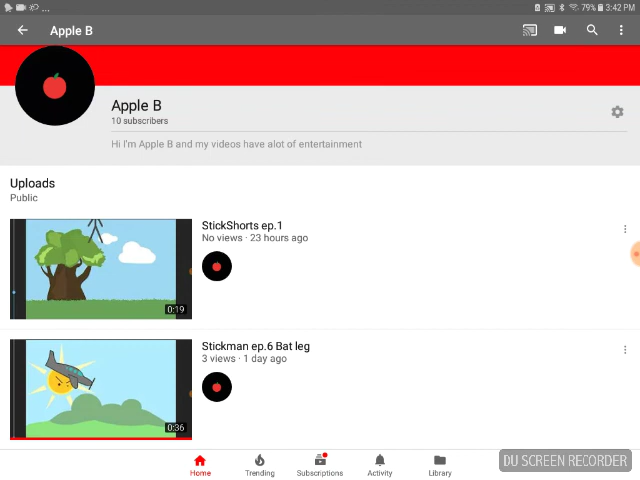 ... 79% 3:42 PM
Apple B
Apple B
10 subscribers
Hi I'm Apple B and my videos have alot of entertainment
Uploads
Public
StickShorts ep.1
No views · 23 hours ago
0:19
Stickman ep.6 Bat leg
3 views · 1 day ago
0:36
Home Trending Subscriptions Activity Library
DU SCREEN RECORDER